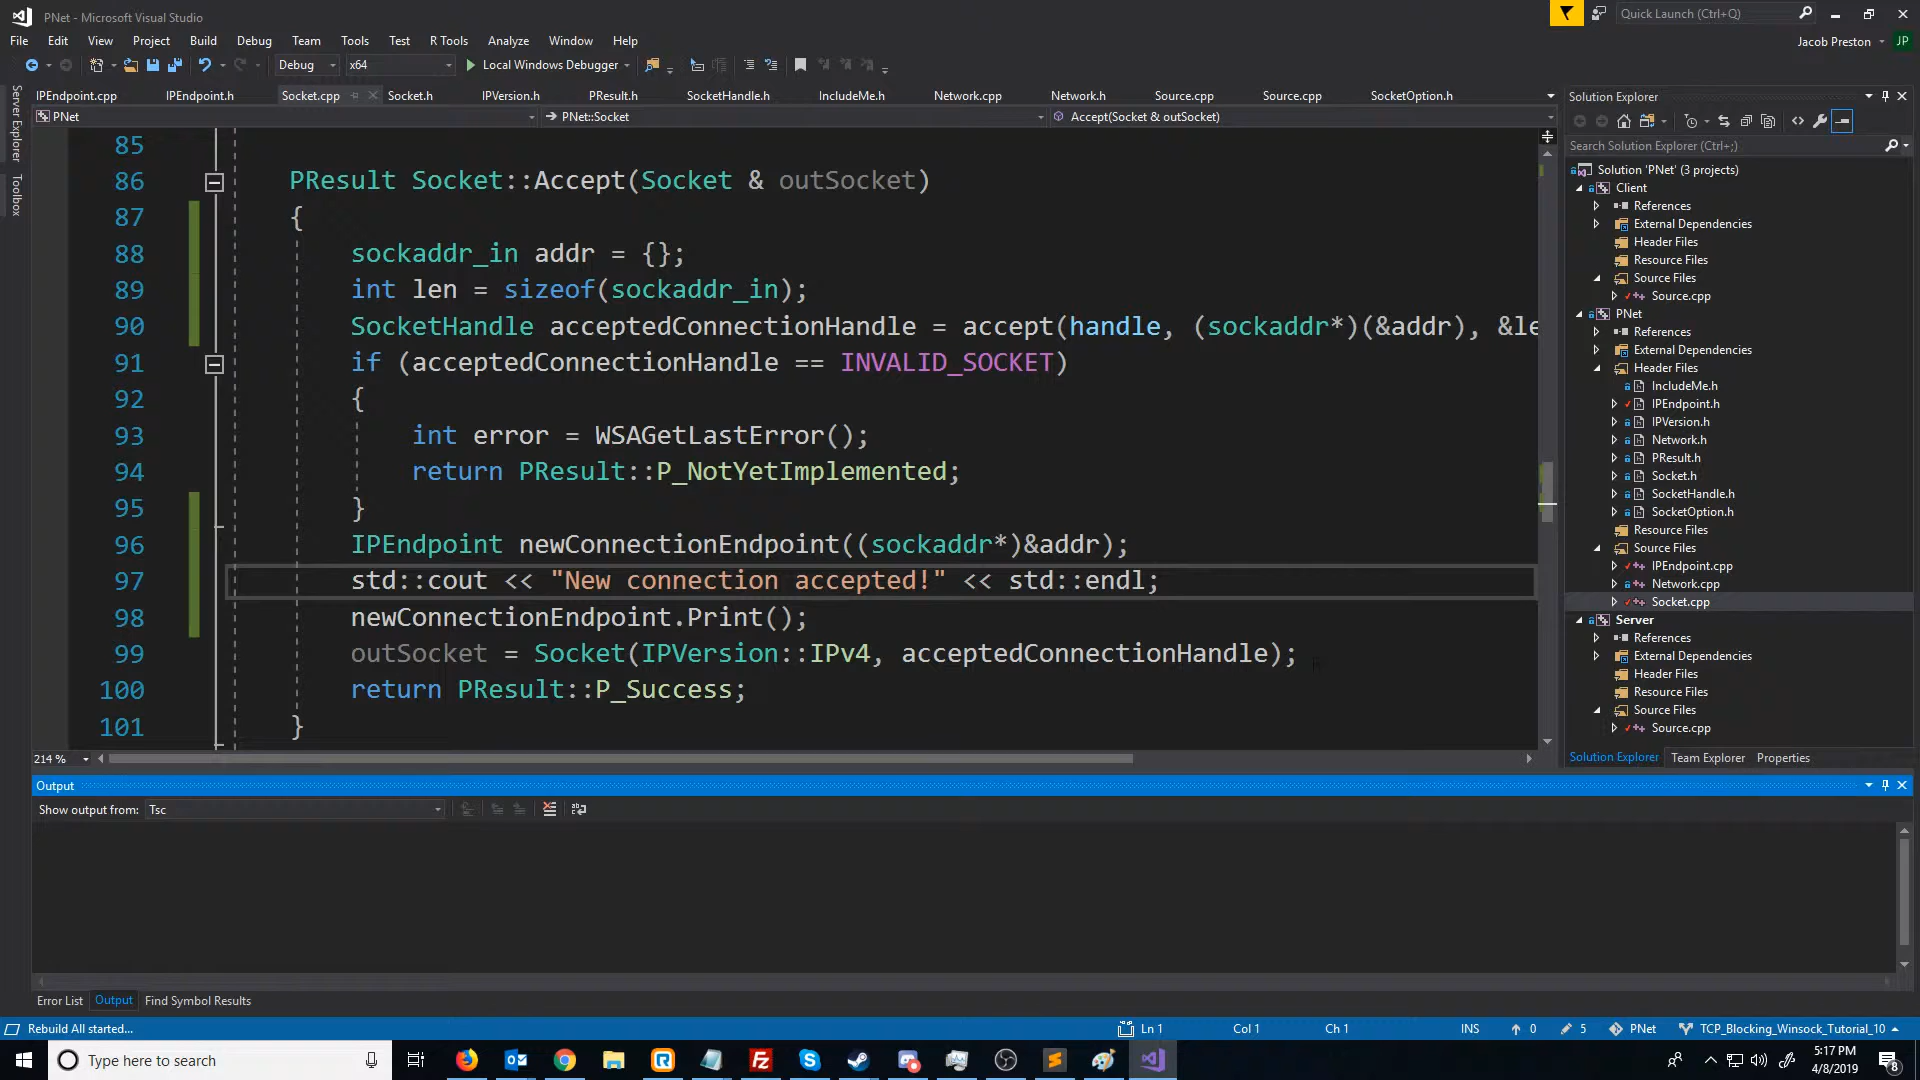 PNet - Microsoft Visual Studio
Quick Launch (Ctrl+Q)
File Edit View Project Build Debug Team Tools Test R Tools Analyze Window Help
Jacob Preston JP
Debug x64 Local Windows Debugger
Server Explorer
Toolbox
IPEndpoint.cpp IPEndpoint.h Socket.cpp Socket.h IPVersion.h PResult.h SocketHandle.h IncludeMe.h Network.cpp Network.h Source.cpp Source.cpp SocketOption.h
PNet PNet::Socket Accept(Socket & outSocket)
85
86 PResult Socket::Accept(Socket & outSocket)
87 {
88 sockaddr_in addr = {};
89 int len = sizeof(sockaddr_in);
90 SocketHandle acceptedConnectionHandle = accept(handle, (sockaddr*)(&addr), &le
91 if (acceptedConnectionHandle == INVALID_SOCKET)
92 {
93 int error = WSAGetLastError();
94 return PResult::P_NotYetImplemented;
95 }
96 IPEndpoint newConnectionEndpoint((sockaddr*)&addr);
97 std::cout << "New connection accepted!" << std::endl;
98 newConnectionEndpoint.Print();
99 outSocket = Socket(IPVersion::IPv4, acceptedConnectionHandle);
100 return PResult::P_Success;
101 }
214 %
Solution Explorer
Search Solution Explorer (Ctrl+;)
Solution 'PNet' (3 projects)
Client
References
External Dependencies
Header Files
Resource Files
Source Files
Source.cpp
PNet
References
External Dependencies
Header Files
IncludeMe.h
IPEndpoint.h
IPVersion.h
Network.h
PResult.h
Socket.h
SocketHandle.h
SocketOption.h
Resource Files
Source Files
IPEndpoint.cpp
Network.cpp
Socket.cpp
Server
References
External Dependencies
Header Files
Resource Files
Source Files
Source.cpp
Solution Explorer Team Explorer Properties
Output
Show output from: Tsc
Error List Output Find Symbol Results
Rebuild All started... Ln 1 Col 1 Ch 1 INS 0 5 PNet TCP_Blocking_Winsock_Tutorial_10
Type here to search
5:17 PM
4/8/2019
8